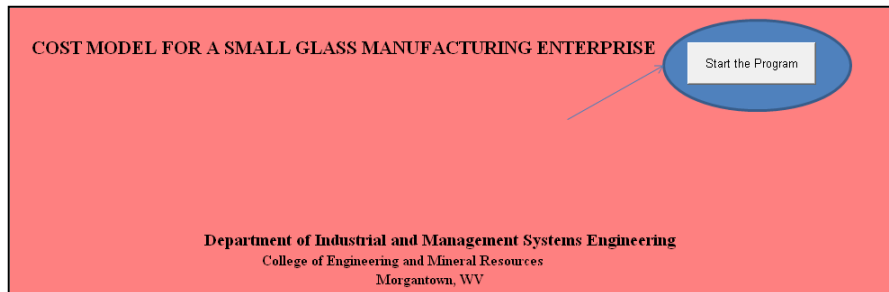 COST MODEL FOR A SMALL GLASS MANUFACTURING ENTERPRISE
Start the Program
Department of Industrial and Management Systems Engineering
College of Engineering and Mineral Resources
Morgantown, WV